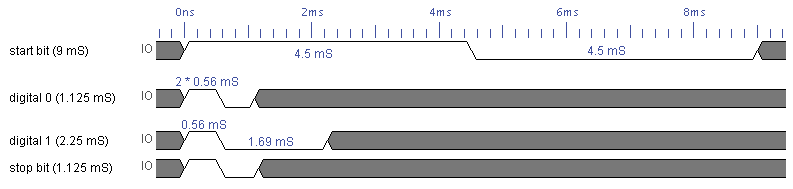 0ns 2ms 4ms 6ms 8ms
start bit (9 mS) IO 4.5 mS 4.5 mS
2 * 0.56 mS
digital 0 (1.125 mS) IO
0.56 mS
digital 1 (2.25 mS) IO 1.69 mS
stop bit (1.125 mS) IO